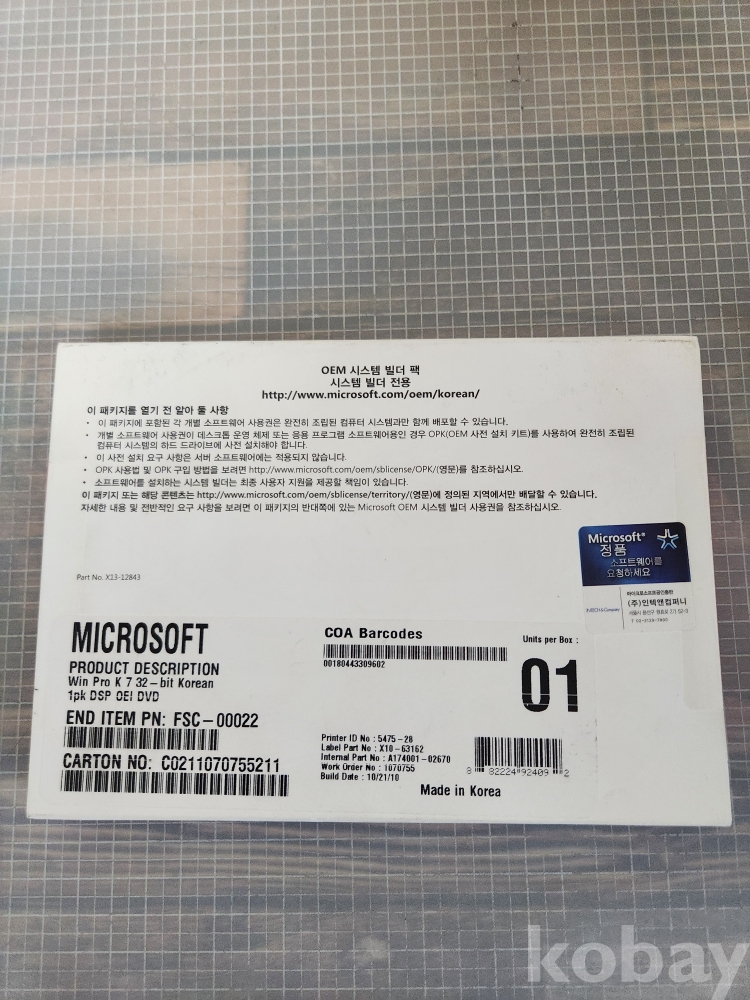 OEM 시스템 빌더 팩
시스템 빌더 전용
http://www.microsoft.com/oem/korean/
이 패키지를 열기 전 알아 둘 사항
• 이 패키지에 포함된 각 개별 소프트웨어 사용권은 완전히 조립된 컴퓨터 시스템과만 함께 배포할 수 있습니다.
• 개별 소프트웨어 사용권이 데스크톱 운영 체제 또는 응용 프로그램 소프트웨어용인 경우 OPK(OEM 사전 설치 키트)를 사용하여 완전히 조립된
컴퓨터 시스템의 하드 드라이브에 사전 설치해야 합니다.
• 이 사전 설치 요구 사항은 서버 소프트웨어에는 적용되지 않습니다.
• OPK 사용법 및 OPK 구입 방법을 보려면 http://www.microsoft.com/oem/sblicense/OPK/(영문)를 참조하십시오.
• 소프트웨어를 설치하는 시스템 빌더는 최종 사용자 지원을 제공할 책임이 있습니다.
이 패키지 또는 해당 콘텐츠는 http://www.microsoft.com/oem/sblicense/territory/(영문)에 정의된 지역에서만 배달할 수 있습니다.
자세한 내용 및 전반적인 요구 사항을 보려면 이 패키지의 반대쪽에 있는 Microsoft OEM 시스템 빌더 사용권을 참조하십시오.
Microsoft®
정품
소프트웨어를
요청하세요
Part No. X13-12843
(주)인텍앤컴퍼니
MICROSOFT
PRODUCT DESCRIPTION
Win Pro K 7 32-bit Korean
1pk DSP OEI DVD
END ITEM PN: FSC-00022
CARTON NO: C0211070755211
COA Barcodes
00180443309602
Units per Box :
01
Printer ID No : 5475-28
Label Part No : X10-63162
Internal Part No : A174001-02670
Work Order No : 1070755
Build Date : 10/21/10
8 82224 92409 2
Made in Korea
kobay